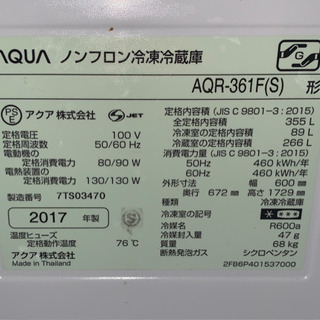 AQUA ノンフロン冷凍冷蔵庫
AQR-361F(S) 形
PS E アクア株式会社 S JET
定格電圧 100 V
定格周波数 50/60 Hz
電動機の
定格消費電力 80/90 W
電熱装置の
定格消費電力 130/130 W
製造番号 7TS03470
2017 年製 S
温度ヒューズ
定格動作温度 76℃
アクア株式会社
Made in Thailand
定格内容積 (JIS C 9801-3:2015)
全定格内容積 355 L
冷凍室の定格内容積 89 L
冷蔵室の定格内容積 266 L
消費電力量 (JIS C 9801-3:2015)
50Hz 460 kWh/年
60Hz 460 kWh/年
外形寸法 幅 600 mm
奥行 672 mm 高さ 1729 mm
種類 冷凍冷蔵庫
冷凍室の記号 * ***
冷媒名 R600a
冷媒封入量 47 g
質量 68 kg
断熱発泡ガス シクロペンタン
2FB6P401537000
G